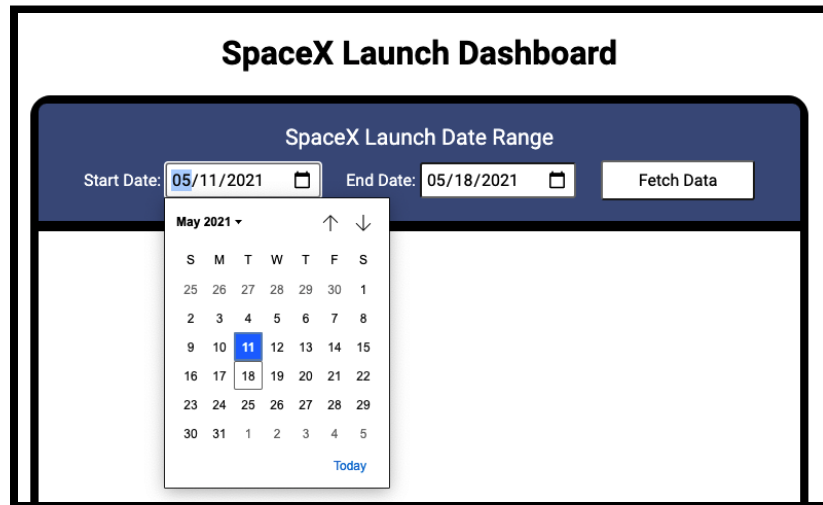 SpaceX Launch Dashboard
SpaceX Launch Date Range
Start Date: 05/11/2021 End Date: 05/18/2021 Fetch Data
May 2021
S M T W T F S
25 26 27 28 29 30 1
2 3 4 5 6 7 8
9 10 11 12 13 14 15
16 17 18 19 20 21 22
23 24 25 26 27 28 29
30 31 1 2 3 4 5
Today